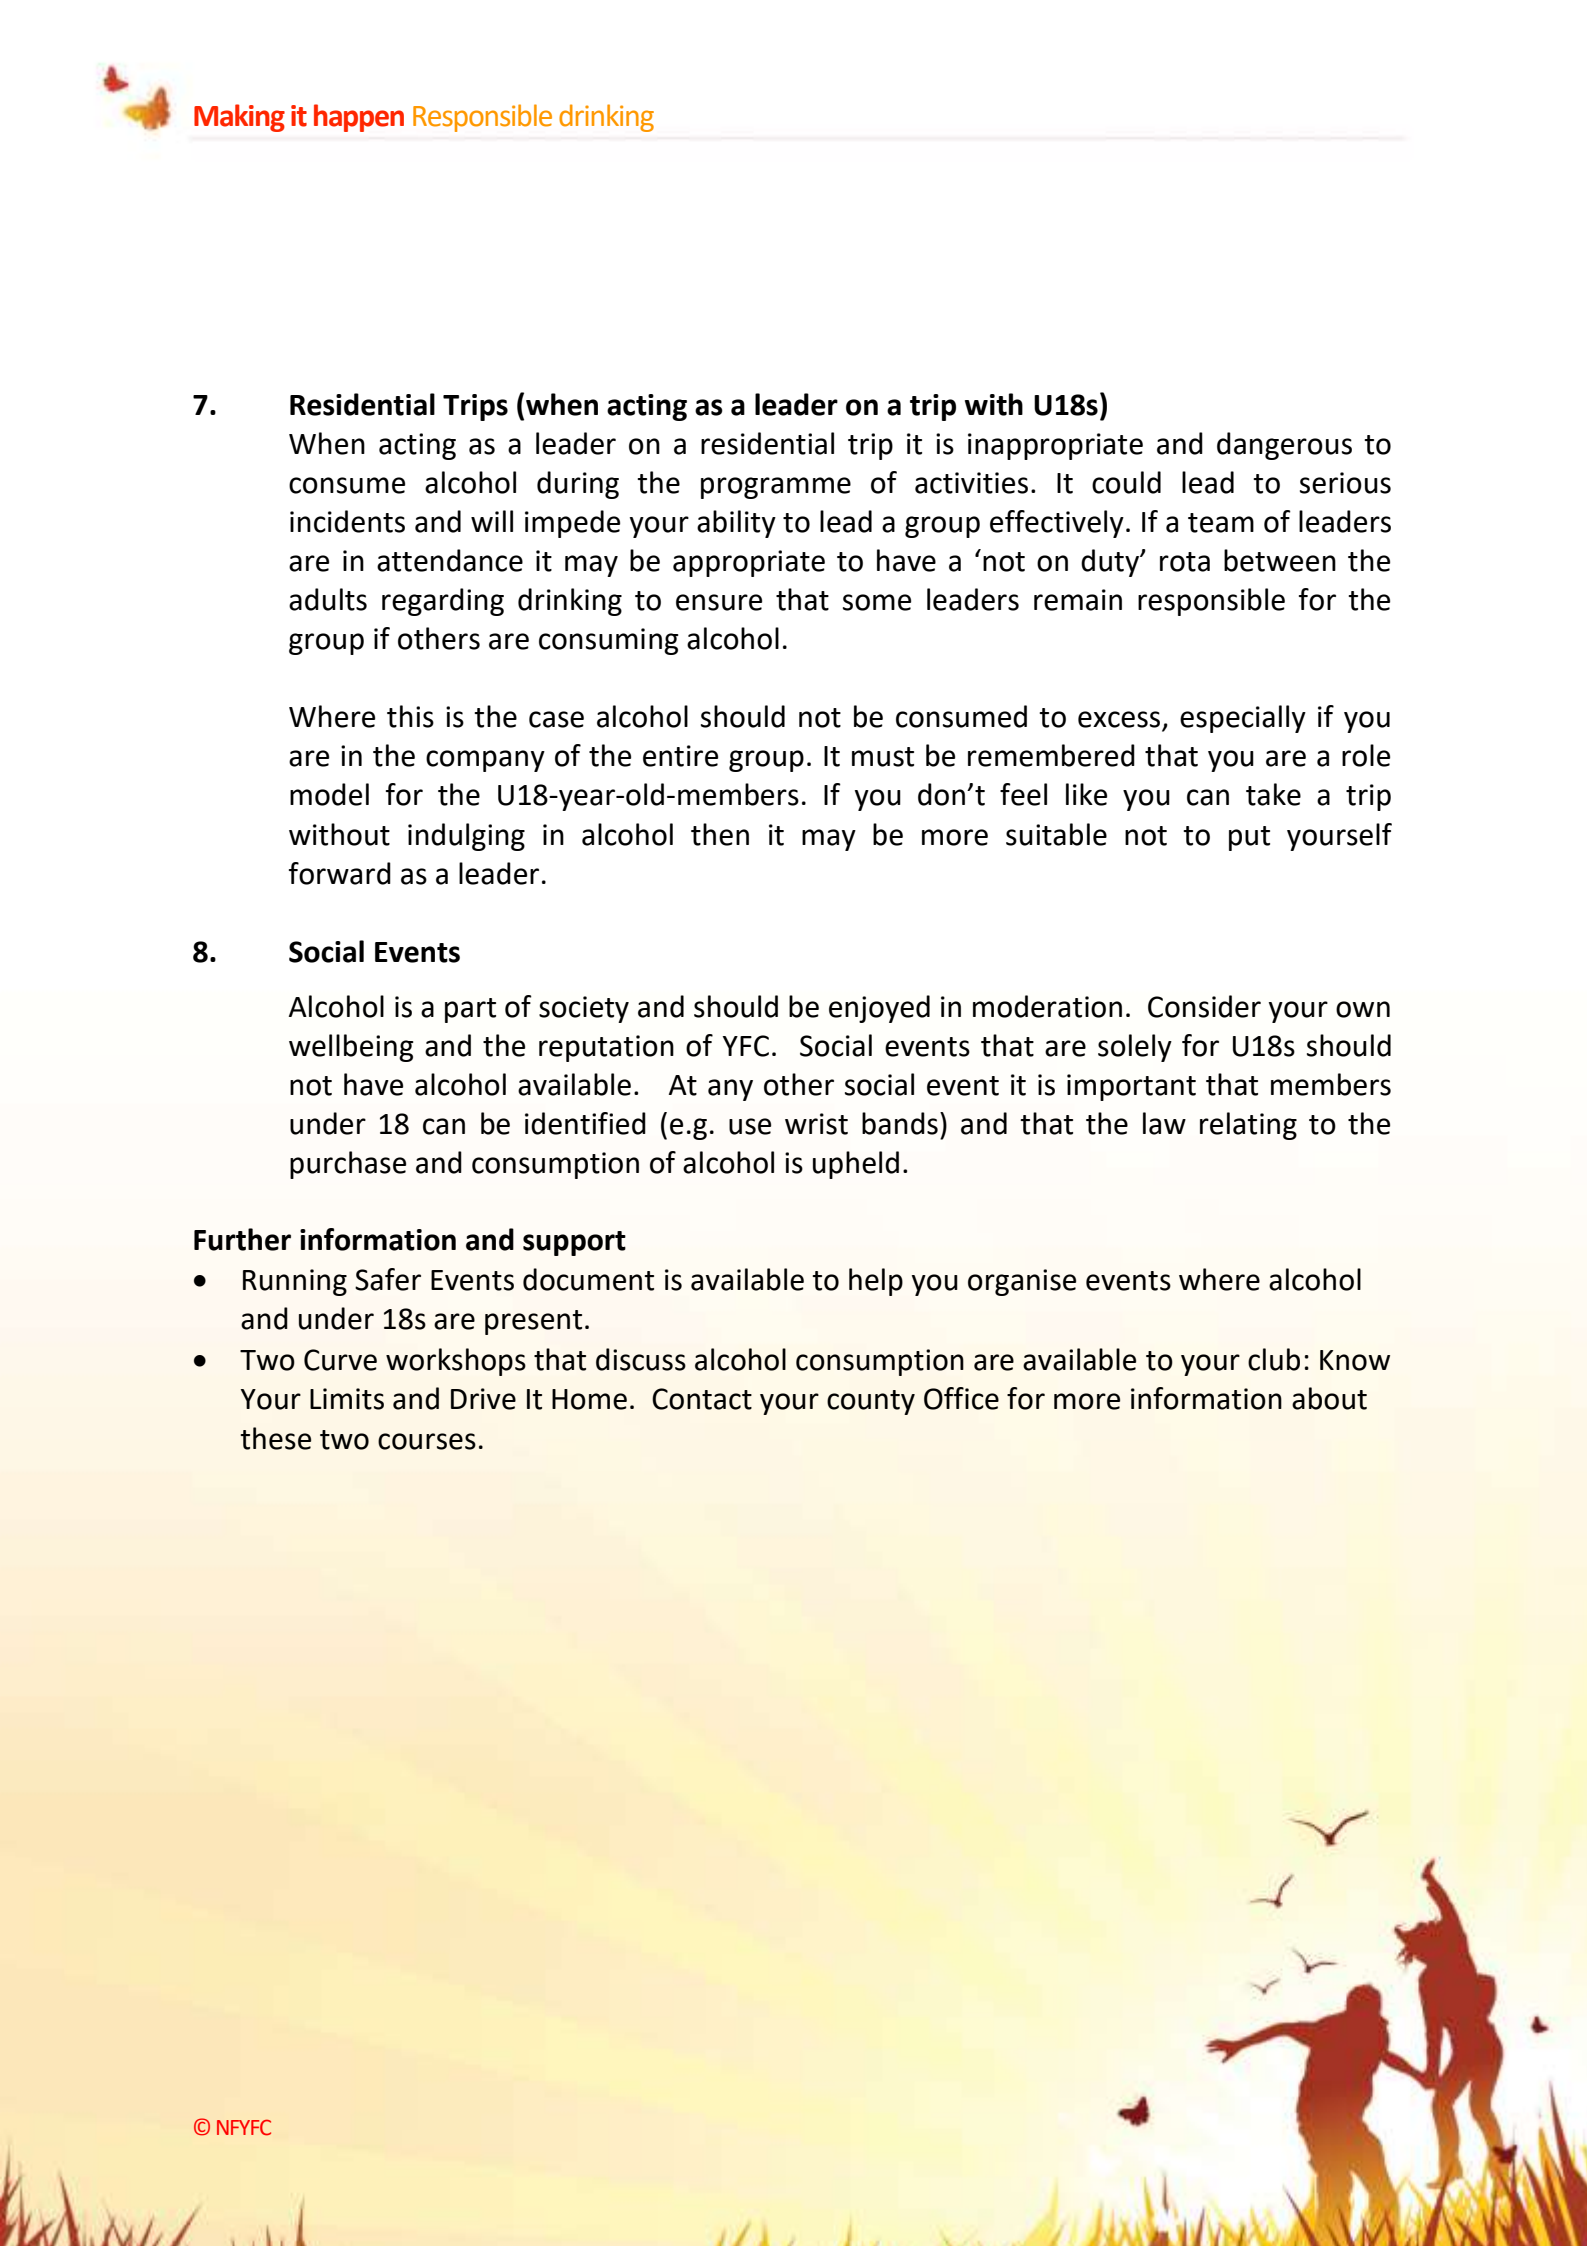 Making it happen Responsible drinking
7. Residential Trips (when acting as a leader on a trip with U18s)
When acting as a leader on a residential trip it is inappropriate and dangerous to
consume alcohol during the programme of activities. It could lead to serious
incidents and will impede your ability to lead a group effectively. If a team of leaders
are in attendance it may be appropriate to have a ‘not on duty’ rota between the
adults regarding drinking to ensure that some leaders remain responsible for the
group if others are consuming alcohol.
Where this is the case alcohol should not be consumed to excess, especially if you
are in the company of the entire group. It must be remembered that you are a role
model for the U18-year-old-members. If you don’t feel like you can take a trip
without indulging in alcohol then it may be more suitable not to put yourself
forward as a leader.
8. Social Events
Alcohol is a part of society and should be enjoyed in moderation. Consider your own
wellbeing and the reputation of YFC. Social events that are solely for U18s should
not have alcohol available. At any other social event it is important that members
under 18 can be identified (e.g. use wrist bands) and that the law relating to the
purchase and consumption of alcohol is upheld.
Further information and support
• Running Safer Events document is available to help you organise events where alcohol
and under 18s are present.
• Two Curve workshops that discuss alcohol consumption are available to your club: Know
Your Limits and Drive It Home. Contact your county Office for more information about
these two courses.
© NFYFC